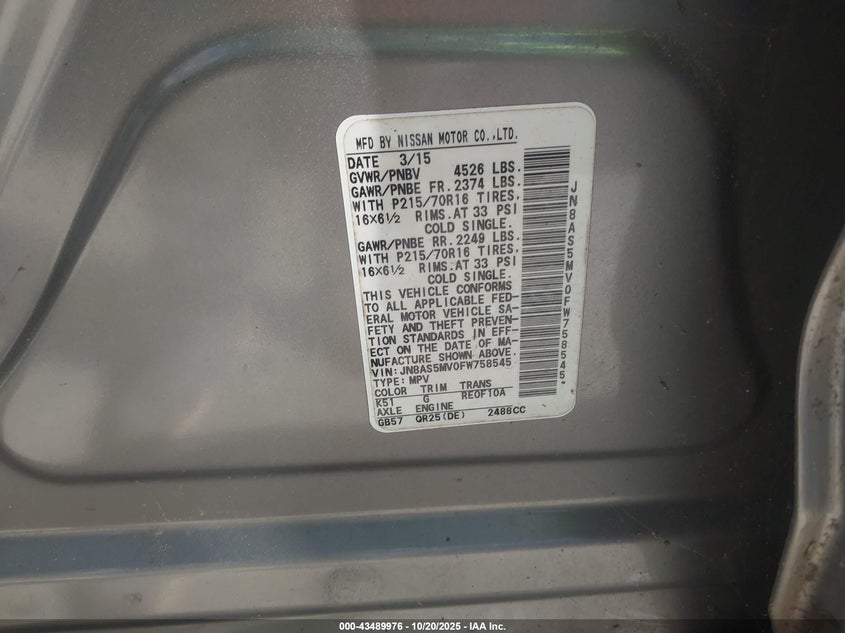 MFD BY NISSAN MOTOR CO.,LTD.
DATE 3/15
GVWR/PNBV 4526 LBS.
GAWR/PNBE FR. 2374 LBS.
WITH P215/70R16 TIRES,
16X6½ RIMS.AT 33 PSI
COLD SINGLE.
GAWR/PNBE RR. 2249 LBS.
WITH P215/70R16 TIRES,
16X6½ RIMS.AT 33 PSI
COLD SINGLE.
THIS VEHICLE CONFORMS
TO ALL APPLICABLE FED-
ERAL MOTOR VEHICLE SA-
FETY AND THEFT PREVEN-
TION STANDARDS IN EFF-
ECT ON THE DATE OF MA-
NUFACTURE SHOWN ABOVE.
VIN: JN8AS5MV0FW758545
TYPE: MPV
COLOR TRIM TRANS
K51 G RE0F10A
AXLE ENGINE
GB57 QR25(DE) 2488CC
JN8AS5MV0FW758545
000-43489976 | 10/20/2025 - IAA Inc.